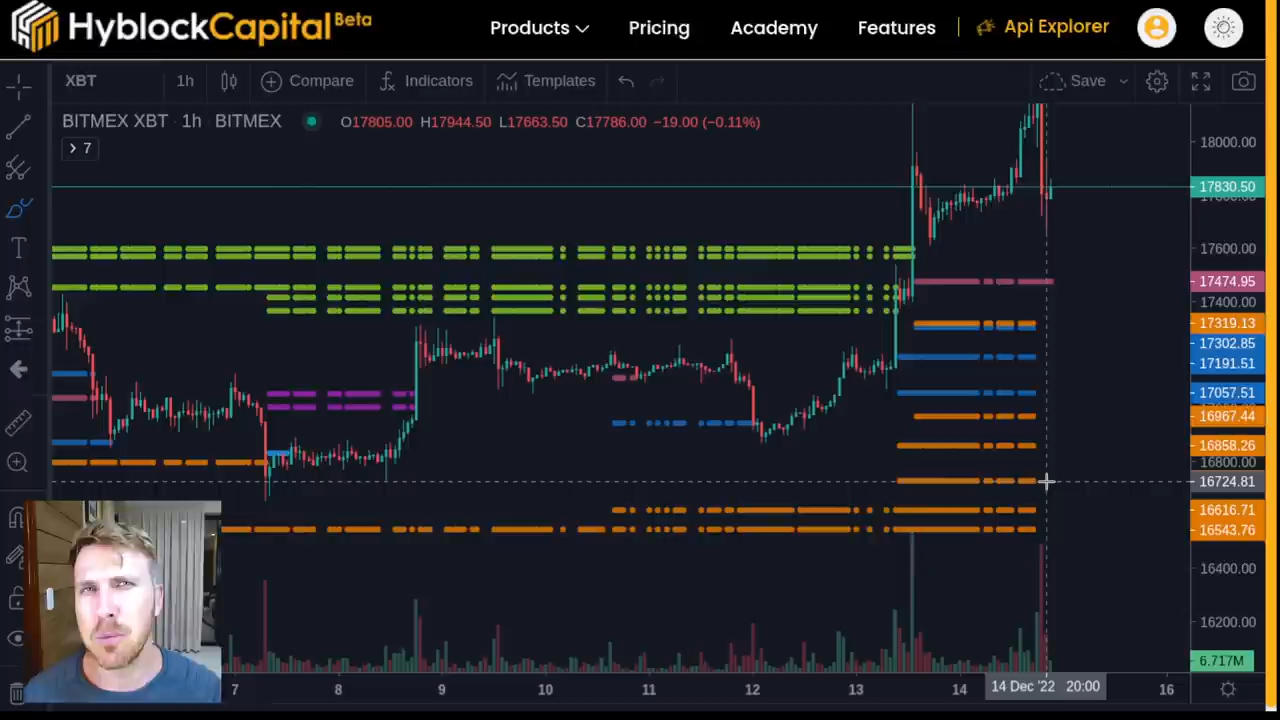 HyblockCapital Beta
Products
Pricing
Academy
Features
Api Explorer
XBT
1h
Compare
Indicators
Templates
Save
BITMEX XBT · 1h · BITMEX
O17805.00 H17944.50 L17663.50 C17786.00 −19.00 (−0.11%)
7
18000.00
17830.50
17600.00
17474.95
17400.00
17319.13
17302.85
17191.51
17057.51
16967.44
16858.26
16800.00
16724.81
16616.71
16543.76
16400.00
16200.00
6.717M
7 8 9 10 11 12 13 14 14 Dec '22 20:00 16